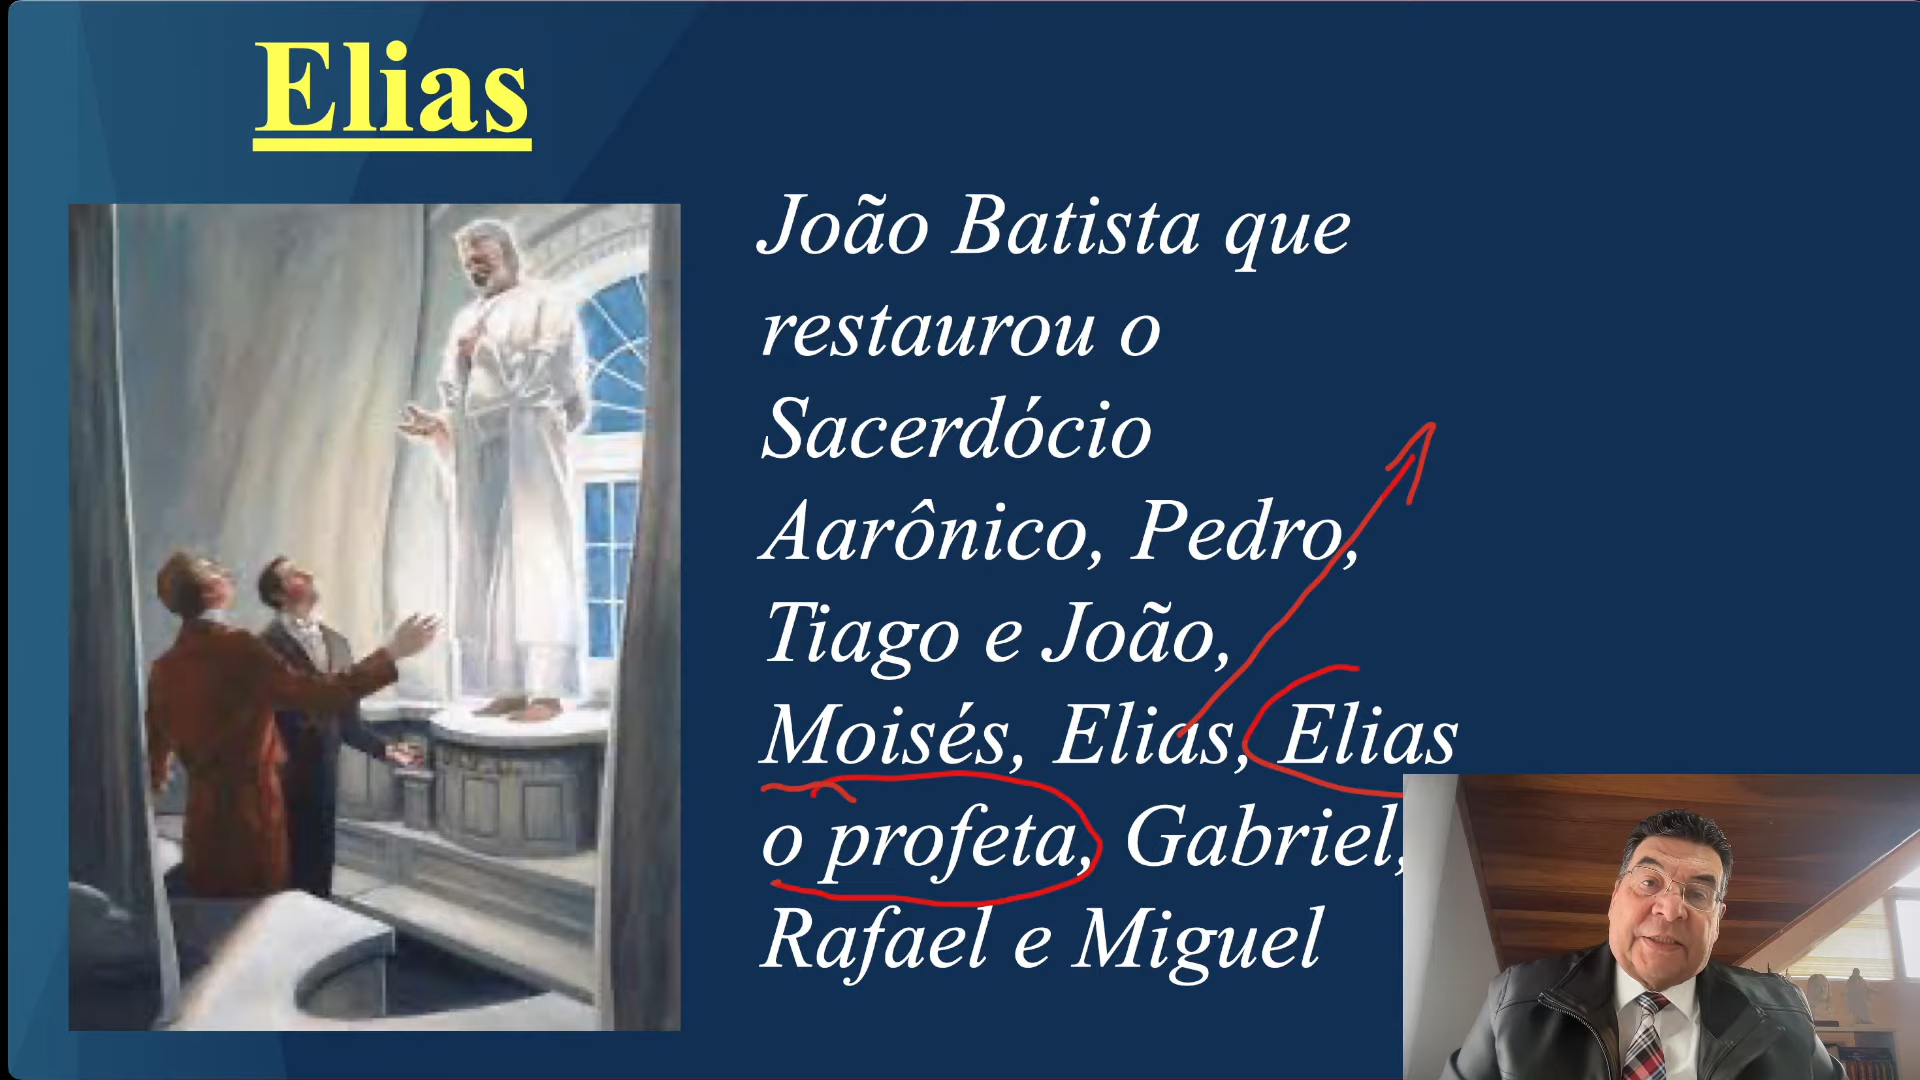 Elias
João Batista que
restaurou o
Sacerdócio
Aarônico, Pedro,
Tiago e João,
Moisés, Elias, Elias
o profeta, Gabriel,
Rafael e Miguel